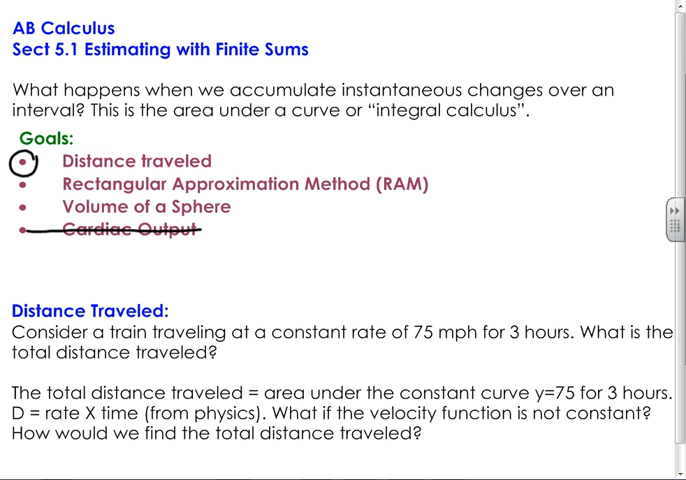 AB Calculus
Sect 5.1 Estimating with Finite Sums
What happens when we accumulate instantaneous changes over an
interval? This is the area under a curve or “integral calculus”.
Goals:
• Distance traveled
• Rectangular Approximation Method (RAM)
• Volume of a Sphere
• Cardiac Output
Distance Traveled:
Consider a train traveling at a constant rate of 75 mph for 3 hours. What is the
total distance traveled?
The total distance traveled = area under the constant curve y=75 for 3 hours.
D = rate X time (from physics). What if the velocity function is not constant?
How would we find the total distance traveled?